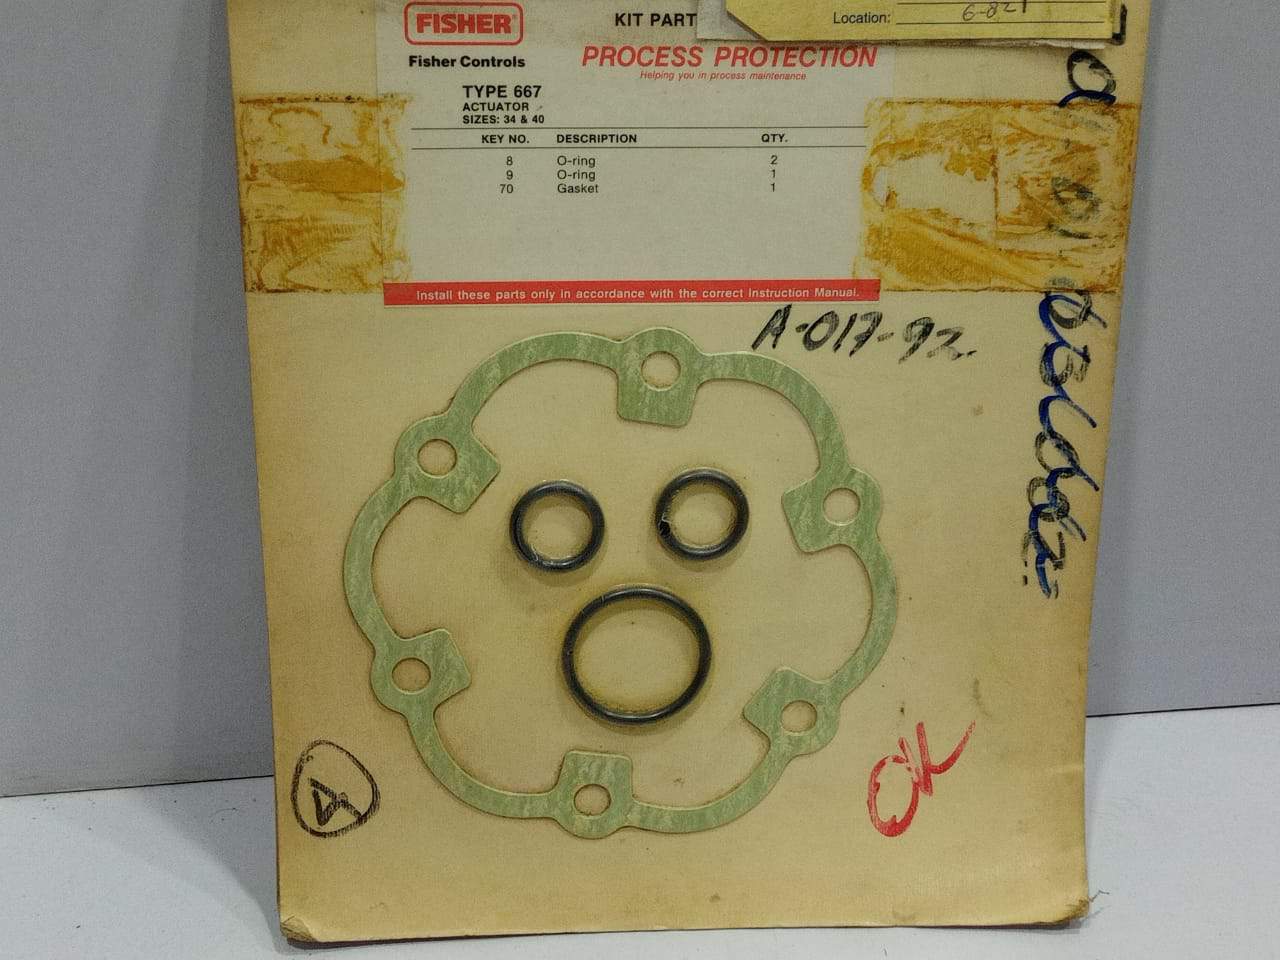 Location: 6-821
FISHER
KIT PART
Fisher Controls
PROCESS PROTECTION
Helping you in process maintenance
TYPE 667
ACTUATOR
SIZES: 34 & 40
KEY NO. DESCRIPTION QTY.
8 O-ring 2
9 O-ring 1
70 Gasket 1
Install these parts only in accordance with the correct Instruction Manual.
A-017-92
A
OK